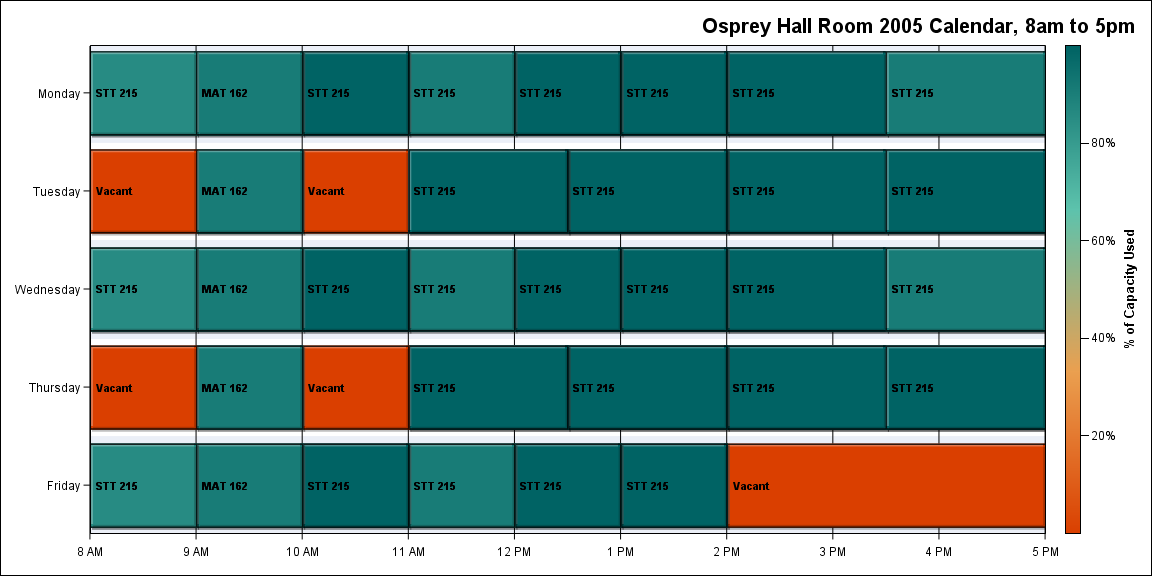 Osprey Hall Room 2005 Calendar, 8am to 5pm
Monday
STT 215
MAT 162
STT 215
STT 215
STT 215
STT 215
STT 215
STT 215
Tuesday
Vacant
MAT 162
Vacant
STT 215
STT 215
STT 215
STT 215
Wednesday
STT 215
MAT 162
STT 215
STT 215
STT 215
STT 215
STT 215
STT 215
Thursday
Vacant
MAT 162
Vacant
STT 215
STT 215
STT 215
STT 215
Friday
STT 215
MAT 162
STT 215
STT 215
STT 215
STT 215
Vacant
8 AM
9 AM
10 AM
11 AM
12 PM
1 PM
2 PM
3 PM
4 PM
5 PM
80%
60%
40%
20%
% of Capacity Used